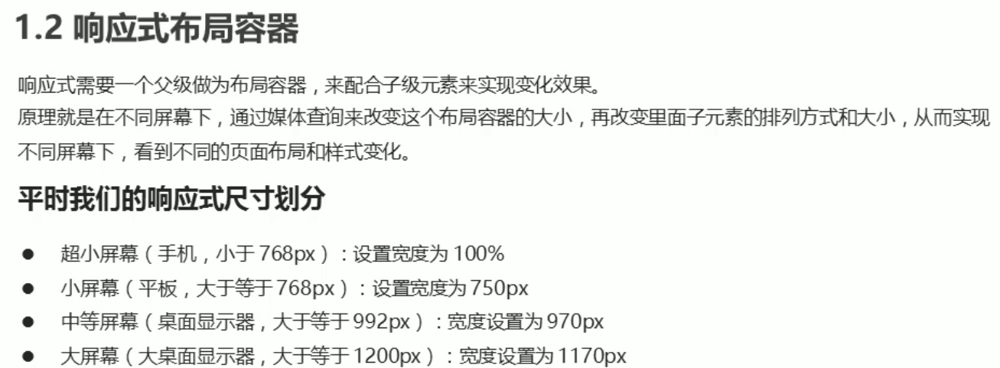 1.2 响应式布局容器
响应式需要一个父级做为布局容器，来配合子级元素来实现变化效果。
原理就是在不同屏幕下，通过媒体查询来改变这个布局容器的大小，再改变里面子元素的排列方式和大小，从而实现
不同屏幕下，看到不同的页面布局和样式变化。
平时我们的响应式尺寸划分
● 超小屏幕（手机，小于 768px）：设置宽度为 100%
● 小屏幕（平板，大于等于 768px）：设置宽度为 750px
● 中等屏幕（桌面显示器，大于等于 992px）：宽度设置为 970px
● 大屏幕（大桌面显示器，大于等于 1200px）：宽度设置为 1170px